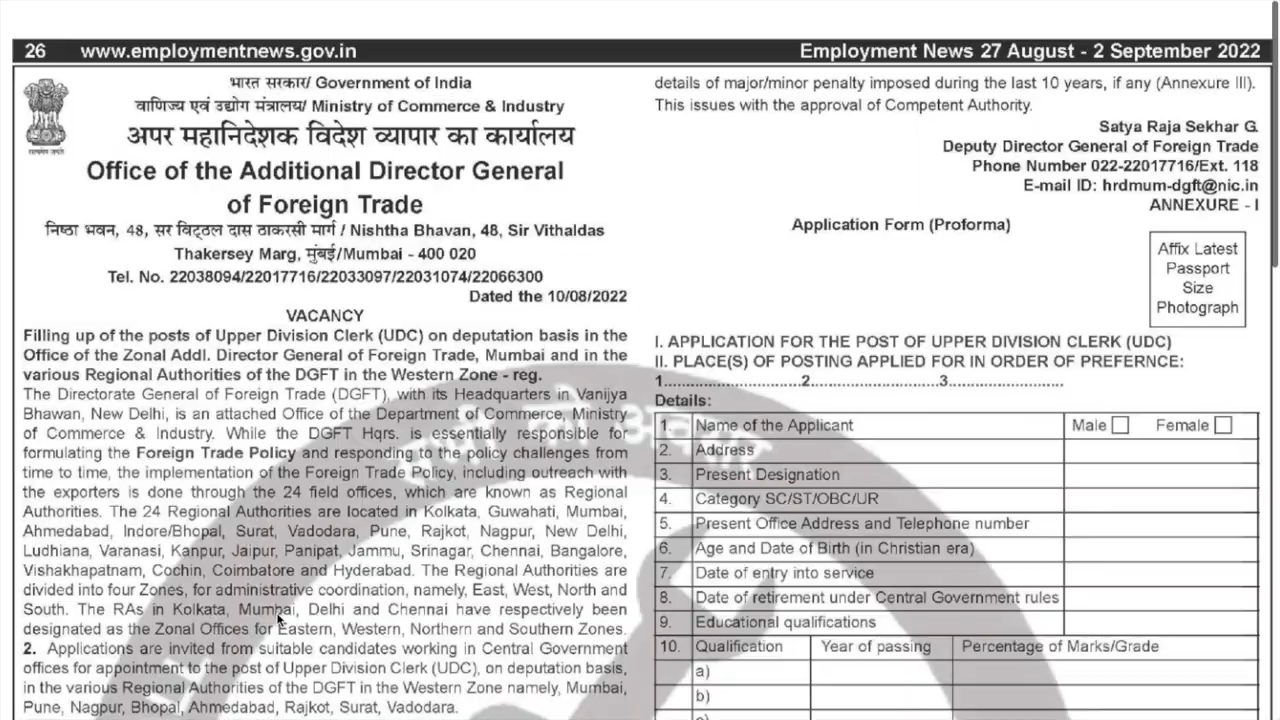 26 www.employmentnews.gov.in
Employment News 27 August - 2 September 2022
भारत सरकार/ Government of India
वाणिज्य एवं उद्योग मंत्रालय/ Ministry of Commerce & Industry
अपर महानिदेशक विदेश व्यापार का कार्यालय
Office of the Additional Director General
of Foreign Trade
निष्ठा भवन, 48, सर विट्ठल दास ठाकरसी मार्ग / Nishtha Bhavan, 48, Sir Vithaldas
Thakersey Marg, मुंबई/Mumbai - 400 020
Tel. No. 22038094/22017716/22033097/22031074/22066300
Dated the 10/08/2022
VACANCY
Filling up of the posts of Upper Division Clerk (UDC) on deputation basis in the
Office of the Zonal Addl. Director General of Foreign Trade, Mumbai and in the
various Regional Authorities of the DGFT in the Western Zone - reg.
The Directorate General of Foreign Trade (DGFT), with its Headquarters in Vanijya
Bhawan, New Delhi, is an attached Office of the Department of Commerce, Ministry
of Commerce & Industry. While the DGFT Hqrs. is essentially responsible for
formulating the Foreign Trade Policy and responding to the policy challenges from
time to time, the implementation of the Foreign Trade Policy, including outreach with
the exporters is done through the 24 field offices, which are known as Regional
Authorities. The 24 Regional Authorities are located in Kolkata, Guwahati, Mumbai,
Ahmedabad, Indore/Bhopal, Surat, Vadodara, Pune, Rajkot, Nagpur, New Delhi,
Ludhiana, Varanasi, Kanpur, Jaipur, Panipat, Jammu, Srinagar, Chennai, Bangalore,
Vishakhapatnam, Cochin, Coimbatore and Hyderabad. The Regional Authorities are
divided into four Zones, for administrative coordination, namely, East, West, North and
South. The RAs in Kolkata, Mumbai, Delhi and Chennai have respectively been
designated as the Zonal Offices for Eastern, Western, Northern and Southern Zones.
2. Applications are invited from suitable candidates working in Central Government
offices for appointment to the post of Upper Division Clerk (UDC), on deputation basis,
in the various Regional Authorities of the DGFT in the Western Zone namely, Mumbai,
Pune, Nagpur, Bhopal, Ahmedabad, Rajkot, Surat, Vadodara.
details of major/minor penalty imposed during the last 10 years, if any (Annexure III).
This issues with the approval of Competent Authority.
Satya Raja Sekhar G.
Deputy Director General of Foreign Trade
Phone Number 022-22017716/Ext. 118
E-mail ID: hrdmum-dgft@nic.in
ANNEXURE - I
Application Form (Proforma)
Affix Latest
Passport
Size
Photograph
I. APPLICATION FOR THE POST OF UPPER DIVISION CLERK (UDC)
II. PLACE(S) OF POSTING APPLIED FOR IN ORDER OF PREFERNCE:
1........................2........................3....................
Details:
1. Name of the Applicant Male Female
2. Address
3. Present Designation
4. Category SC/ST/OBC/UR
5. Present Office Address and Telephone number
6. Age and Date of Birth (in Christian era)
7. Date of entry into service
8. Date of retirement under Central Government rules
9. Educational qualifications
10. Qualification Year of passing Percentage of Marks/Grade
a)
b)